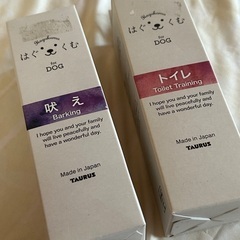 はぐくむ
for
DOG
吠え
Barking
I hope you and your family
will live peacefully and
have a wonderful day.
Made in Japan
TAURUS
はぐくむ
for
DOG
トイレ
Toilet Training
I hope you and your family
will live peacefully and
have a wonderful day.
Made in Japan
TAURUS